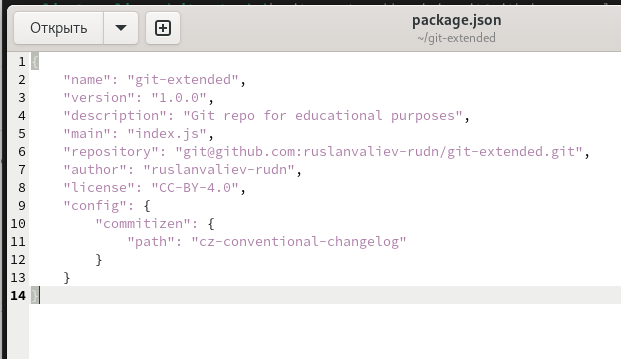 Открыть
package.json
~/git-extended
1 {
2     "name": "git-extended",
3     "version": "1.0.0",
4     "description": "Git repo for educational purposes",
5     "main": "index.js",
6     "repository": "git@github.com:ruslanvaliev-rudn/git-extended.git",
7     "author": "ruslanvaliev-rudn",
8     "license": "CC-BY-4.0",
9     "config": {
10         "commitizen": {
11             "path": "cz-conventional-changelog"
12         }
13     }
14 }